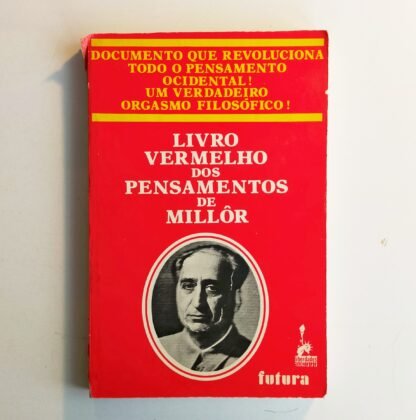 DOCUMENTO QUE REVOLUCIONA
TODO O PENSAMENTO
OCIDENTAL!
UM VERDADEIRO
ORGASMO FILOSÓFICO!
LIVRO
VERMELHO
DOS
PENSAMENTOS
DE
MILLÔR
futura